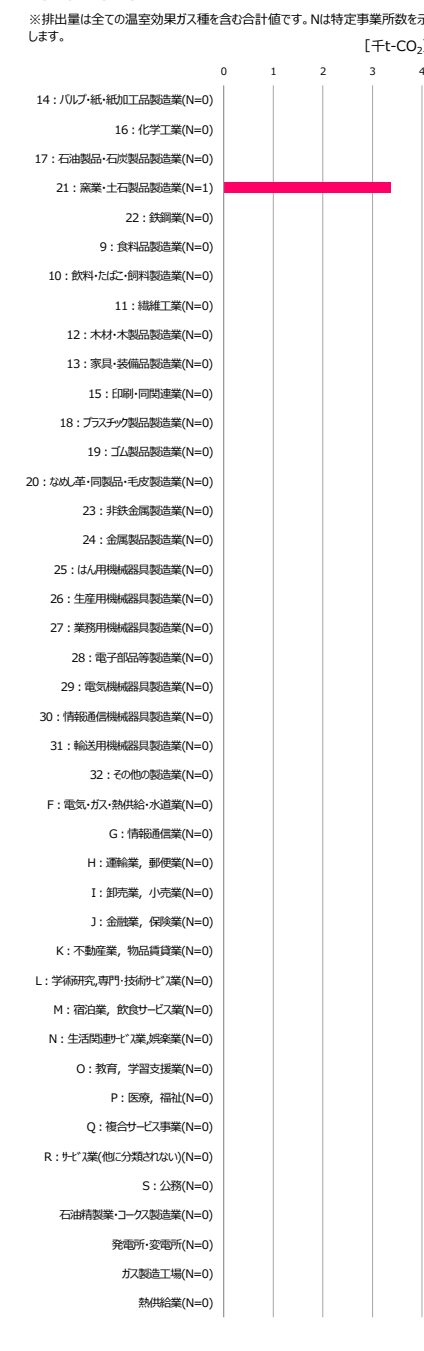 ※排出量は全ての温室効果ガス種を含む合計値です。Nは特定事業所数を示
します。
[千t-CO2]
0 1 2 3 4
14:パルプ・紙・紙加工品製造業(N=0)
16:化学工業(N=0)
17:石油製品・石炭製品製造業(N=0)
21:窯業・土石製品製造業(N=1)
22:鉄鋼業(N=0)
9:食料品製造業(N=0)
10:飲料・たばこ・飼料製造業(N=0)
11:繊維工業(N=0)
12:木材・木製品製造業(N=0)
13:家具・装備品製造業(N=0)
15:印刷・同関連業(N=0)
18:プラスチック製品製造業(N=0)
19:ゴム製品製造業(N=0)
20:なめし革・同製品・毛皮製造業(N=0)
23:非鉄金属製造業(N=0)
24:金属製品製造業(N=0)
25:はん用機械器具製造業(N=0)
26:生産用機械器具製造業(N=0)
27:業務用機械器具製造業(N=0)
28:電子部品等製造業(N=0)
29:電気機械器具製造業(N=0)
30:情報通信機械器具製造業(N=0)
31:輸送用機械器具製造業(N=0)
32:その他の製造業(N=0)
F:電気・ガス・熱供給・水道業(N=0)
G:情報通信業(N=0)
H:運輸業,郵便業(N=0)
I:卸売業,小売業(N=0)
J:金融業,保険業(N=0)
K:不動産業,物品賃貸業(N=0)
L:学術研究,専門・技術サービス業(N=0)
M:宿泊業,飲食サービス業(N=0)
N:生活関連サービス業,娯楽業(N=0)
O:教育,学習支援業(N=0)
P:医療,福祉(N=0)
Q:複合サービス事業(N=0)
R:サービス業(他に分類されない)(N=0)
S:公務(N=0)
石油精製業・コークス製造業(N=0)
発電所・変電所(N=0)
ガス製造工場(N=0)
熱供給業(N=0)